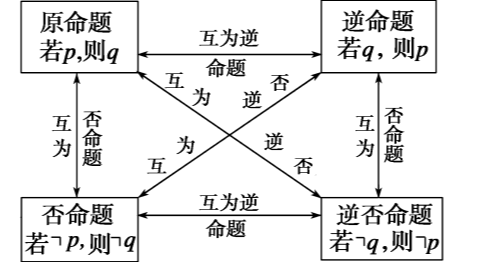 原命题
若p,则q
互为逆
命题
逆命题
若q，则p
互为
否命题
互为
逆否
互为
逆否
互为
否命题
否命题
若¬p,则¬q
互为逆
命题
逆否命题
若¬q,则¬p